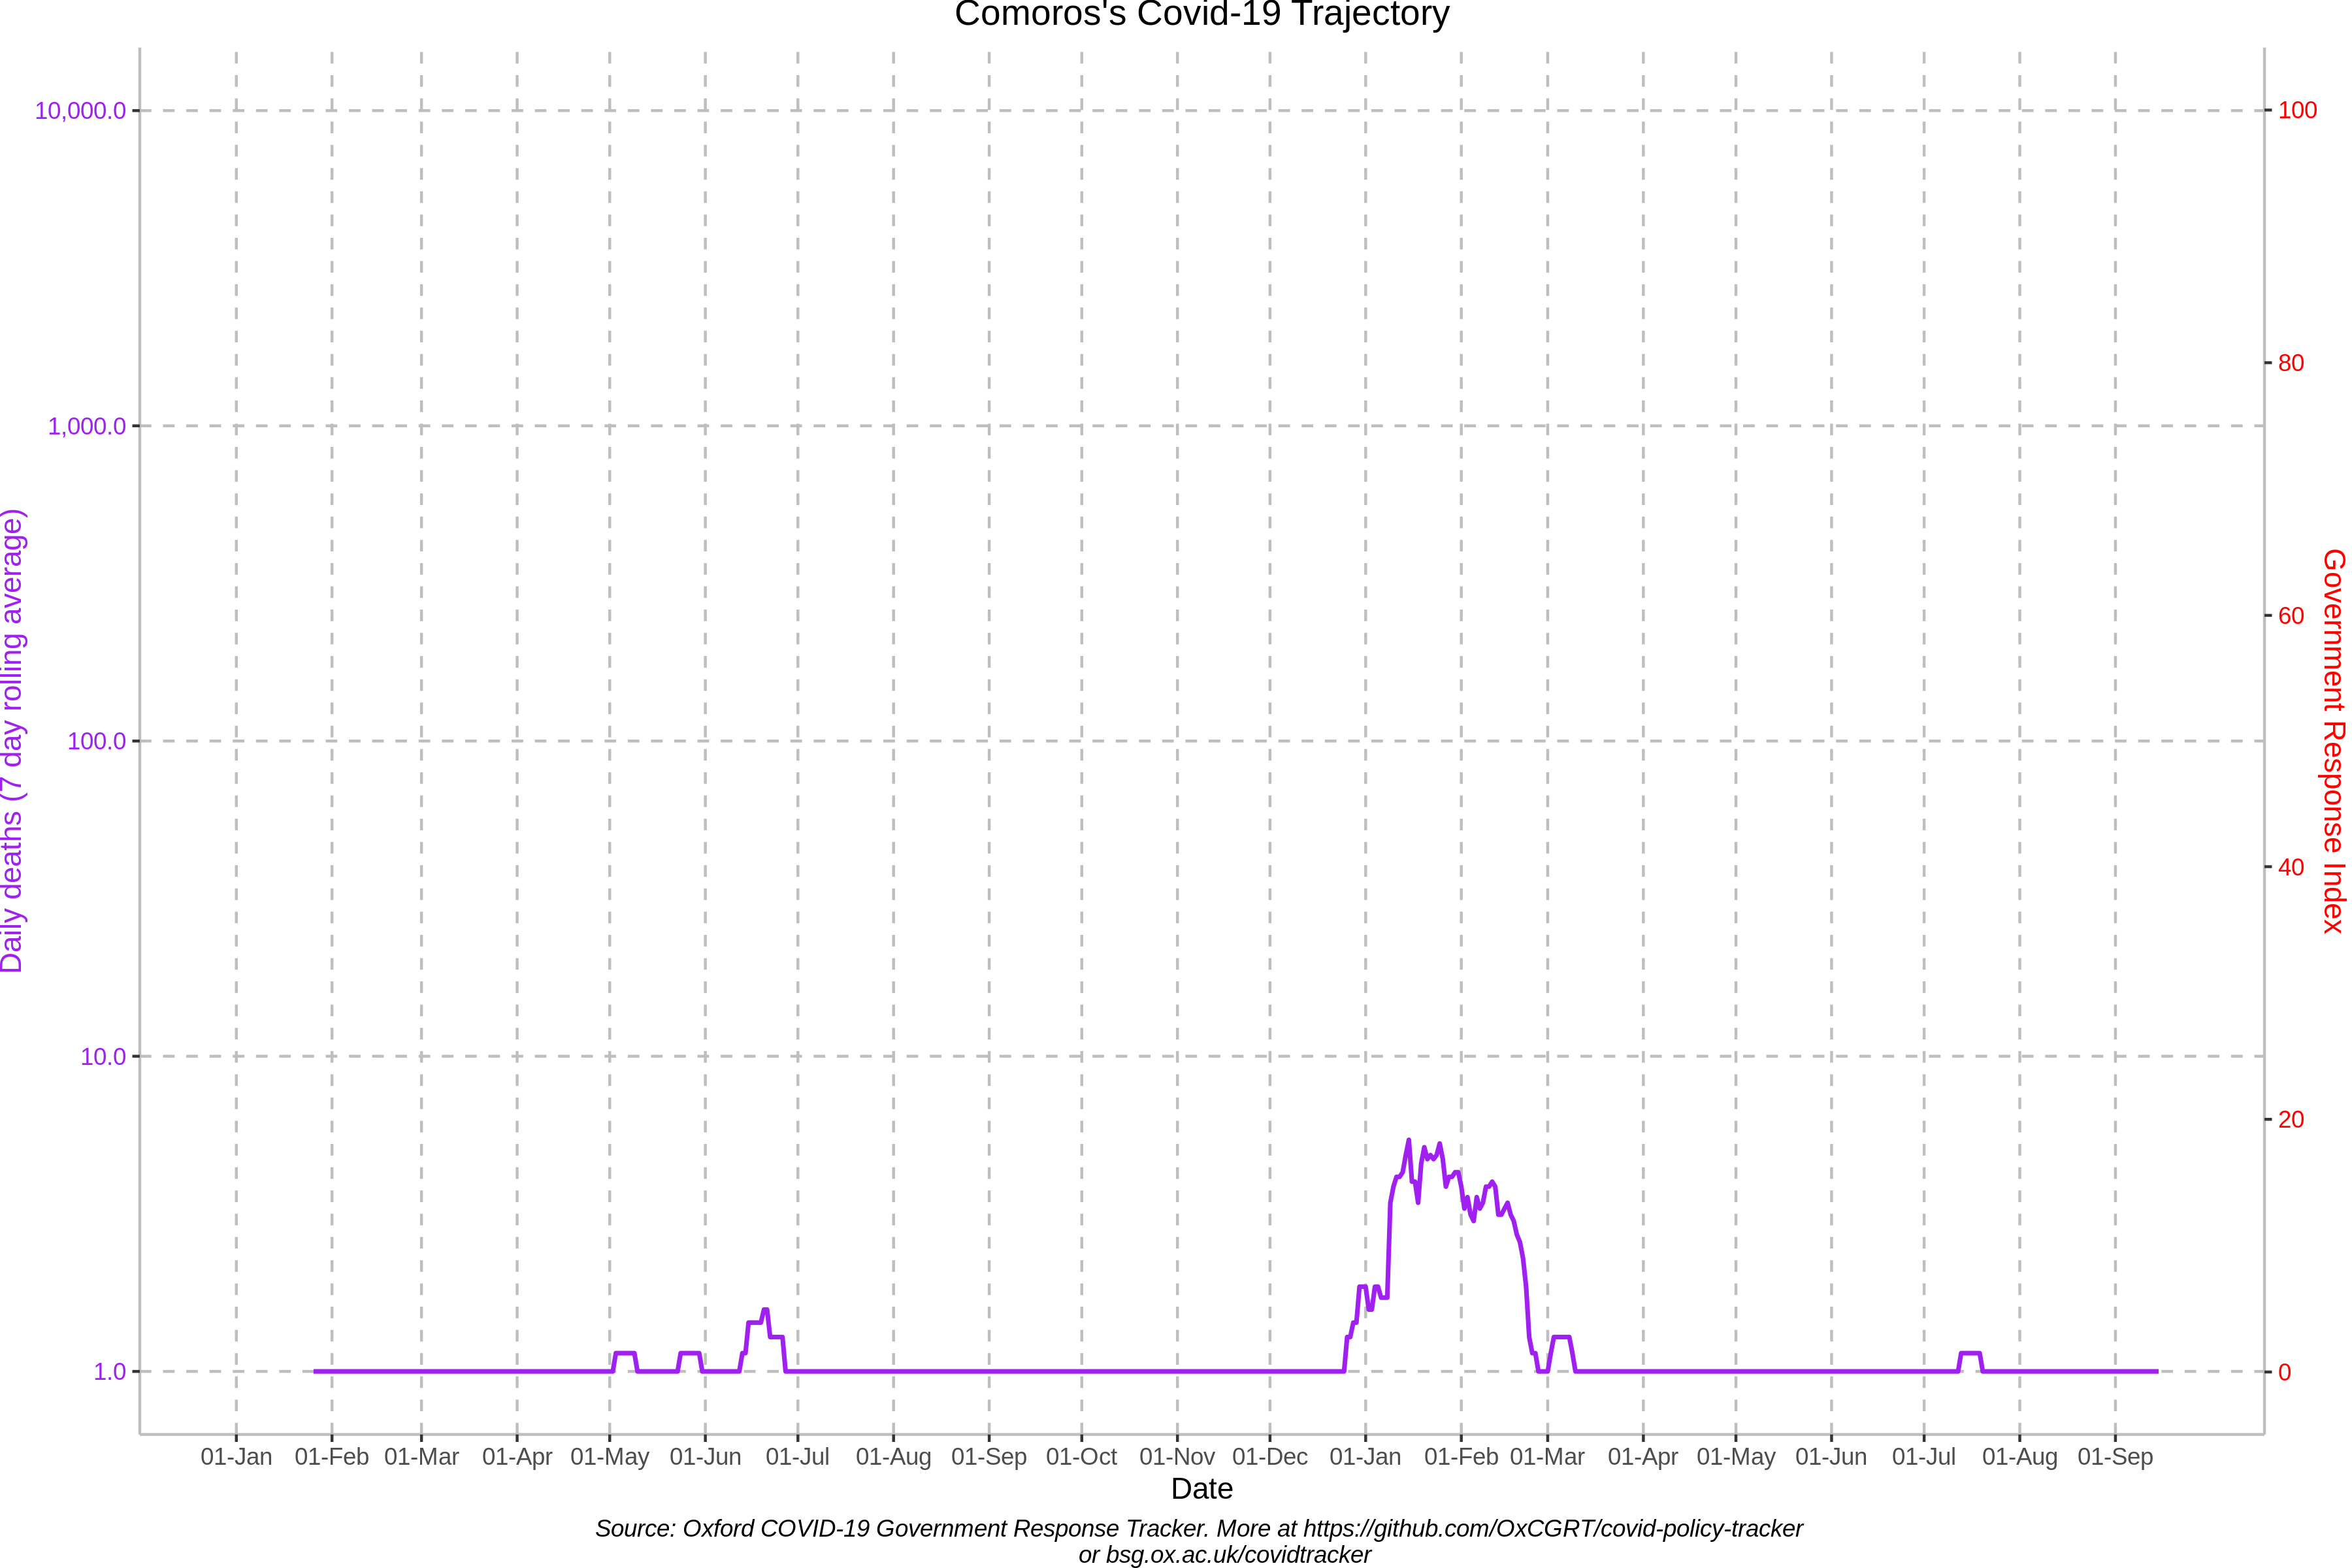 Comoros's Covid-19 Trajectory
Daily deaths (7 day rolling average)
10,000.0
1,000.0
100.0
10.0
1.0
100
80
60
40
20
0
Government Response Index
01-Jan 01-Feb 01-Mar 01-Apr 01-May 01-Jun 01-Jul 01-Aug 01-Sep 01-Oct 01-Nov 01-Dec 01-Jan 01-Feb 01-Mar 01-Apr 01-May 01-Jun 01-Jul 01-Aug 01-Sep
Date
Source: Oxford COVID-19 Government Response Tracker. More at https://github.com/OxCGRT/covid-policy-tracker
or bsg.ox.ac.uk/covidtracker